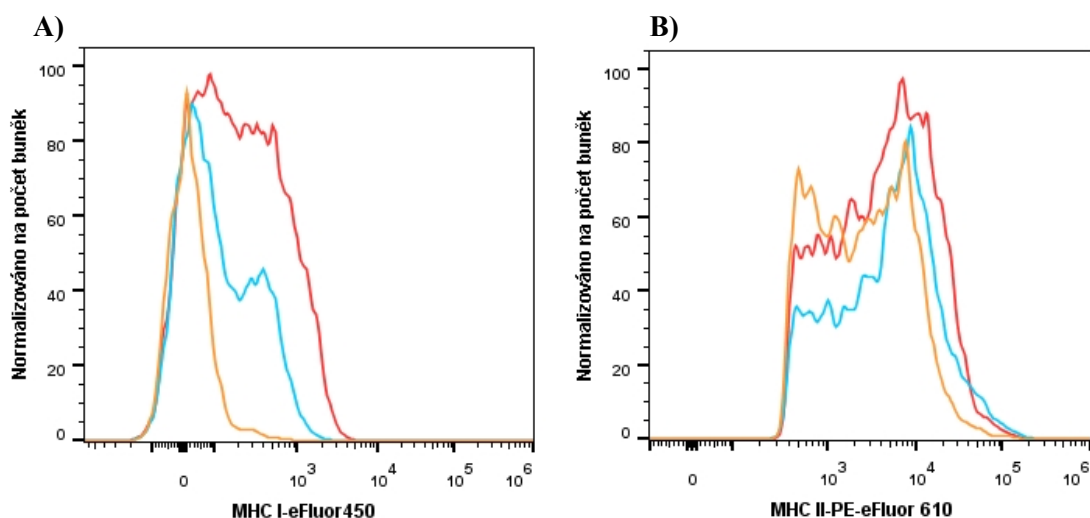 A)
Normalizováno na počet buněk
100
80
60
40
20
0
0 10³ 10⁴ 10⁵ 10⁶
MHC I-eFluor450
B)
Normalizováno na počet buněk
100
80
60
40
20
0
0 10³ 10⁴ 10⁵ 10⁶
MHC II-PE-eFluor 610